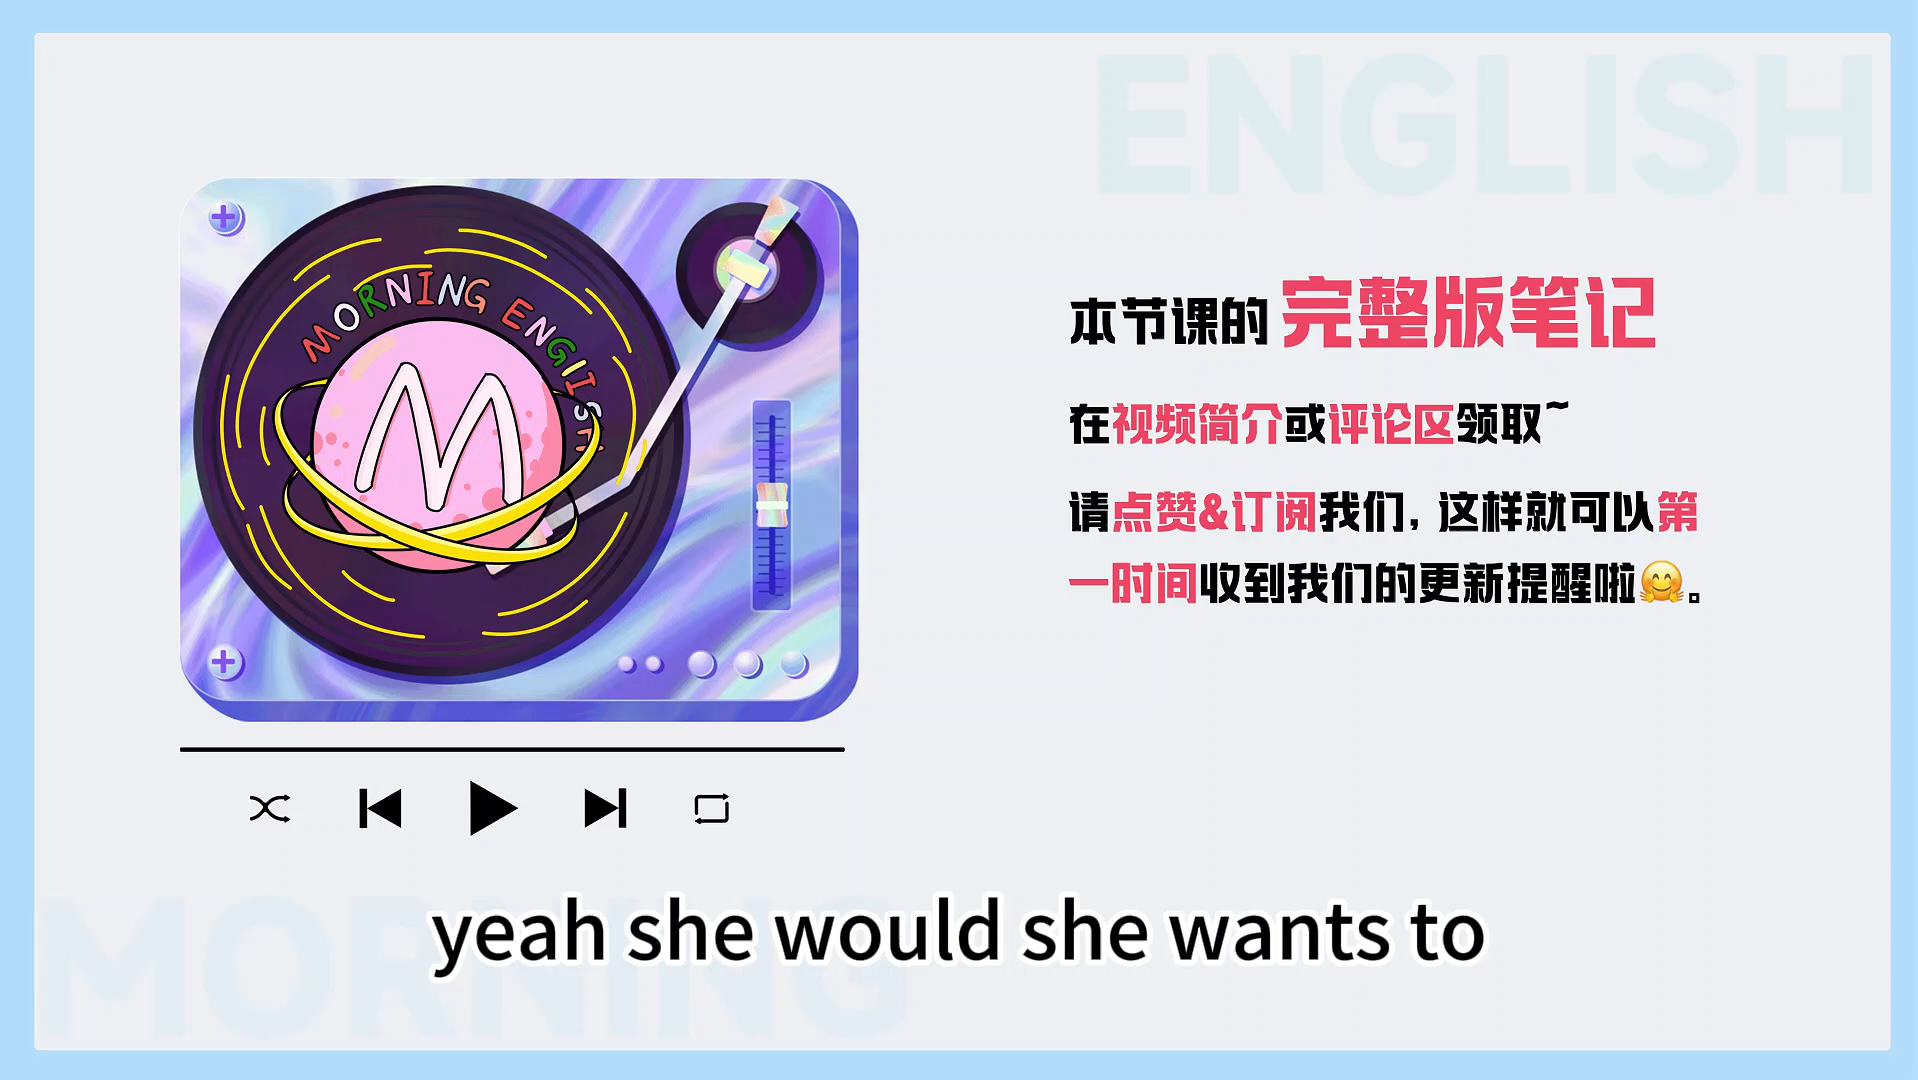 ENGLISH
MORNING ENGLISH
M
本节课的完整版笔记
在视频简介或评论区领取~
请点赞&订阅我们，这样就可以第
一时间收到我们的更新提醒啦🤗。
MORNING
yeah she would she wants to